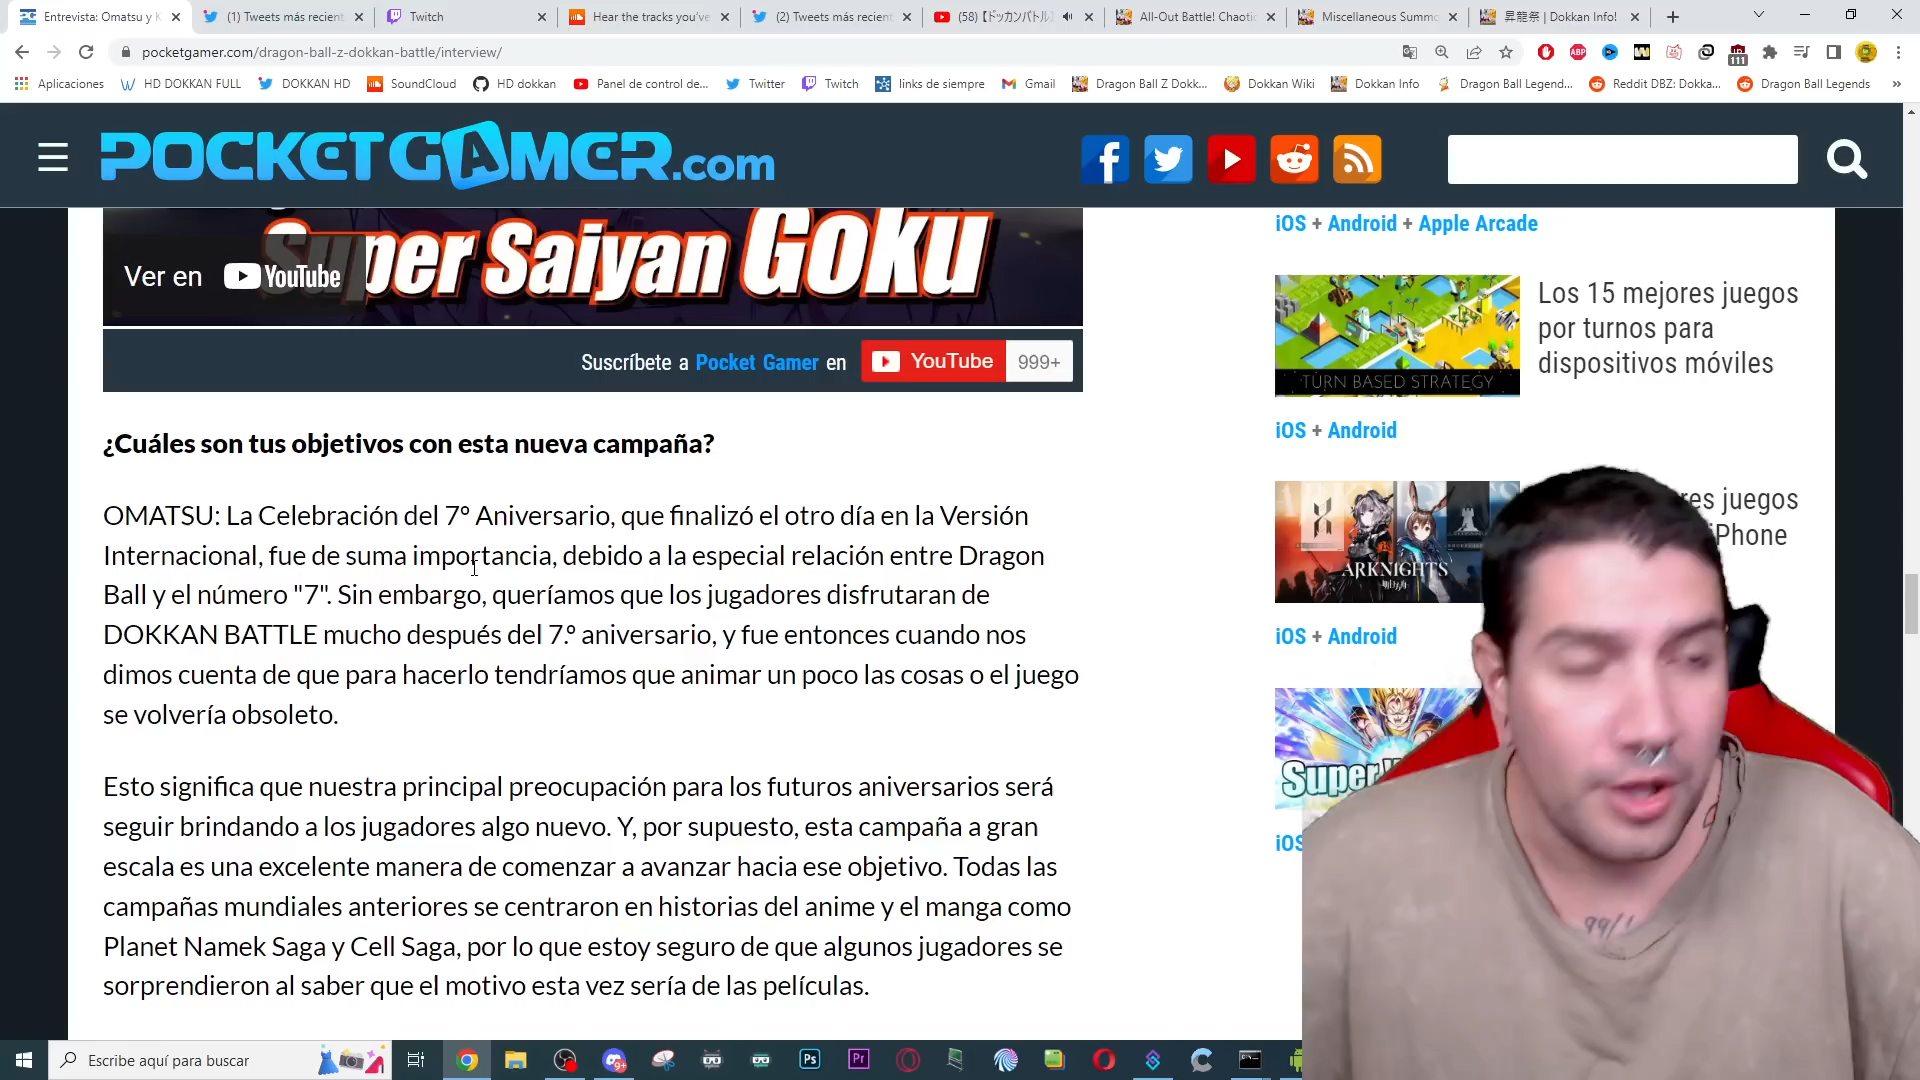 Entrevista: Omatsu y K
(1) Tweets más recient
Twitch
Hear the tracks you've
(2) Tweets más recient
(58) 【ドッカンバトル】
All-Out Battle! Chaotic
Miscellaneous Summo
昇龍祭 | Dokkan Info!
pocketgamer.com/dragon-ball-z-dokkan-battle/interview/
ABP
111
Aplicaciones
HD DOKKAN FULL
DOKKAN HD
SoundCloud
HD dokkan
Panel de control de...
Twitter
Twitch
links de siempre
Gmail
Dragon Ball Z Dokk...
Dokkan Wiki
Dokkan Info
Dragon Ball Legend...
Reddit DBZ: Dokka...
Dragon Ball Legends
POCKETGAMER.com
Super Saiyan GOKU
Ver en YouTube
Suscríbete a Pocket Gamer en YouTube 999+
¿Cuáles son tus objetivos con esta nueva campaña?
OMATSU: La Celebración del 7º Aniversario, que finalizó el otro día en la Versión
Internacional, fue de suma importancia, debido a la especial relación entre Dragon
Ball y el número "7". Sin embargo, queríamos que los jugadores disfrutaran de
DOKKAN BATTLE mucho después del 7.º aniversario, y fue entonces cuando nos
dimos cuenta de que para hacerlo tendríamos que animar un poco las cosas o el juego
se volvería obsoleto.
Esto significa que nuestra principal preocupación para los futuros aniversarios será
seguir brindando a los jugadores algo nuevo. Y, por supuesto, esta campaña a gran
escala es una excelente manera de comenzar a avanzar hacia ese objetivo. Todas las
campañas mundiales anteriores se centraron en historias del anime y el manga como
Planet Namek Saga y Cell Saga, por lo que estoy seguro de que algunos jugadores se
sorprendieron al saber que el motivo esta vez sería de las películas.
iOS + Android + Apple Arcade
TURN BASED STRATEGY
Los 15 mejores juegos
por turnos para
dispositivos móviles
iOS + Android
ARKNIGHTS
res juegos
iPhone
iOS + Android
Super
iOS
Escribe aquí para buscar
9+
Ps
Pr